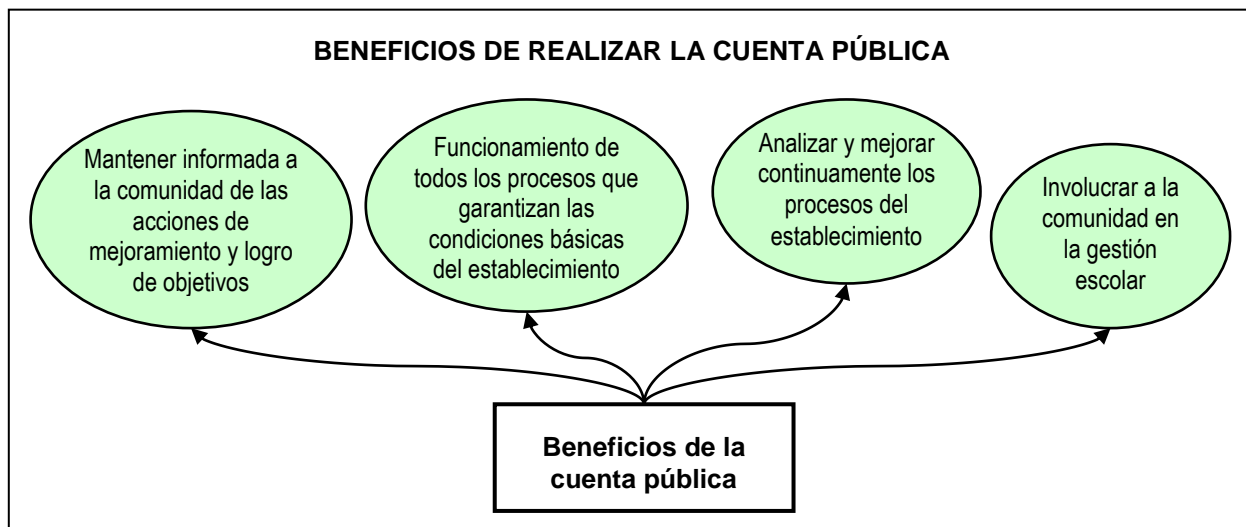 BENEFICIOS DE REALIZAR LA CUENTA PÚBLICA
Mantener informada a
la comunidad de las
acciones de
mejoramiento y logro
de objetivos
Funcionamiento de
todos los procesos que
garantizan las
condiciones básicas
del establecimiento
Analizar y mejorar
continuamente los
procesos del
establecimiento
Involucrar a la
comunidad en
la gestión
escolar
Beneficios de la
cuenta pública